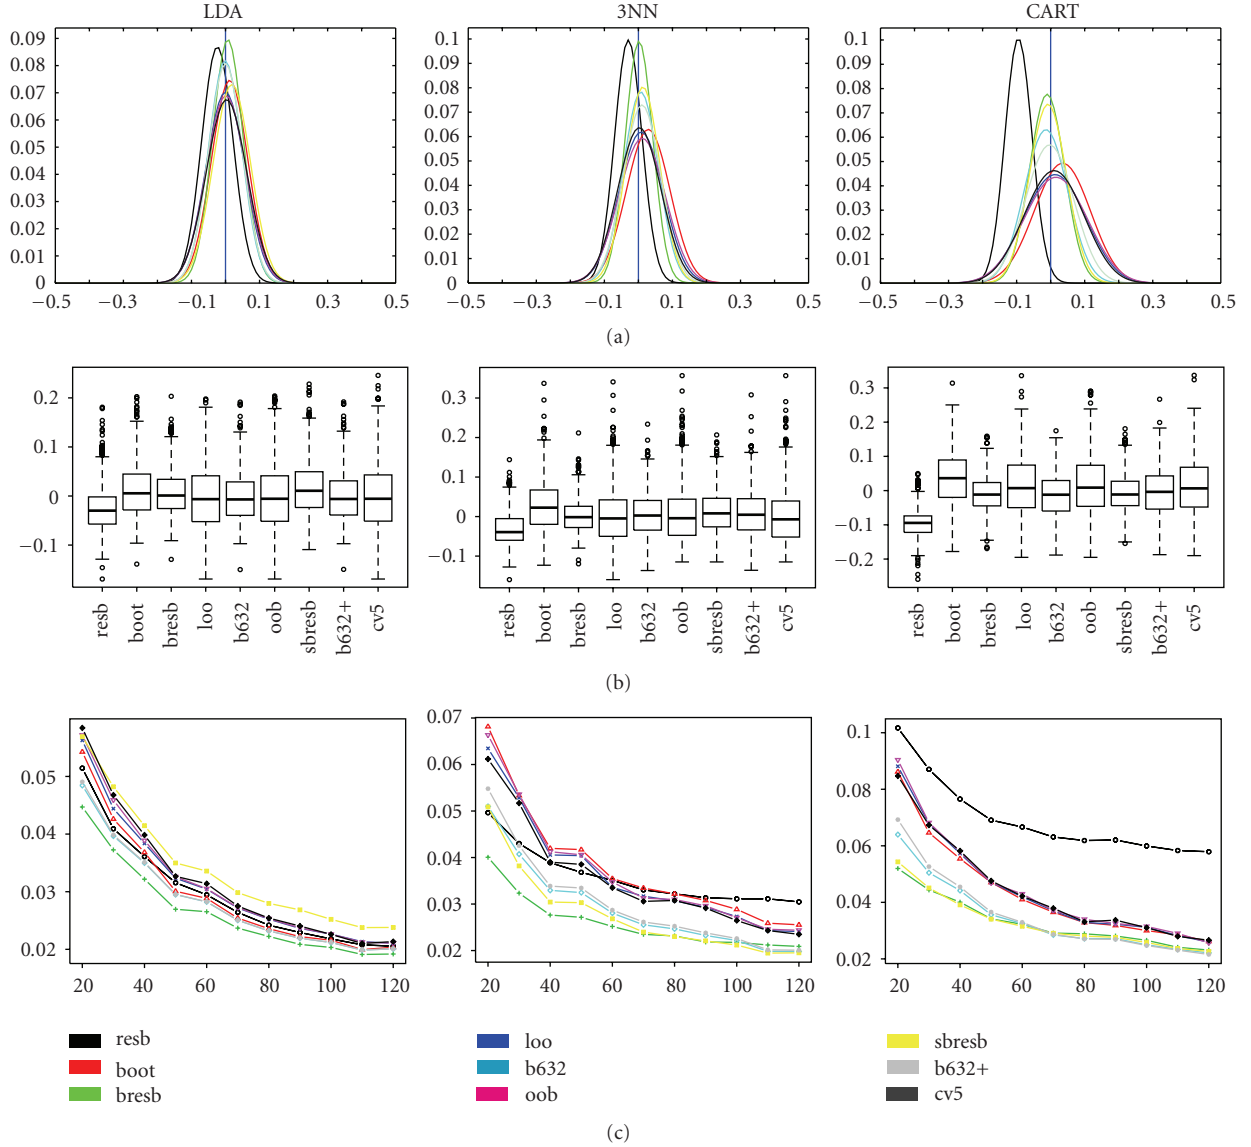 LDA 3NN CART
0.09 0.1 0.1
0.08 0.09 0.09
0.07 0.08 0.08
0.06 0.07 0.07
0.05 0.06 0.06
0.04 0.05 0.05
0.03 0.04 0.04
0.02 0.03 0.03
0.01 0.02 0.02
0 0.01 0.01
0 0
−0.5 −0.3 −0.1 0.1 0.3 0.5 −0.5 −0.3 −0.1 0.1 0.3 0.5 −0.5 −0.3 −0.1 0.1 0.3 0.5
(a)
0.2 0.3 0.3
0.1 0.2 0.2
0 0.1 0.1
−0.1 0 0
−0.1 −0.1
−0.2
resb boot bresb loo b632 oob sbresb b632+ cv5 resb boot bresb loo b632 oob sbresb b632+ cv5 resb boot bresb loo b632 oob sbresb b632+ cv5
(b)
0.05 0.07 0.1
0.04 0.06 0.08
0.03 0.05 0.06
0.02 0.04 0.04
0.03 0.02
0.02
20 40 60 80 100 120 20 40 60 80 100 120 20 40 60 80 100 120
resb loo sbresb
boot b632 b632+
bresb oob cv5
(c)